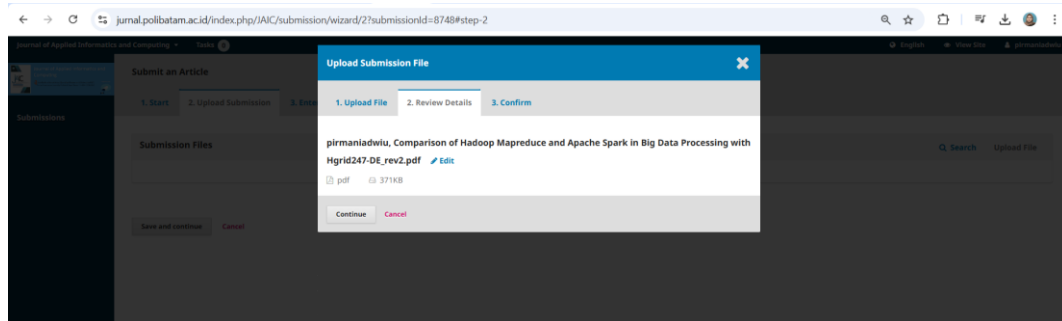 jurnal.polibatam.ac.id/index.php/JAIC/submission/wizard/2?submissionId=8748#step-2
Journal of Applied Informatics and Computing
Tasks 0
English
View Site
Submit an Article
Submissions
1. Start
2. Upload Submission
Submission Files
Search
Upload File
Save and continue
Cancel
Upload Submission File
1. Upload File
2. Review Details
3. Confirm
pirmaniadwiu, Comparison of Hadoop Mapreduce and Apache Spark in Big Data Processing with
Hgrid247-DE_rev2.pdf Edit
pdf 371KB
Continue Cancel